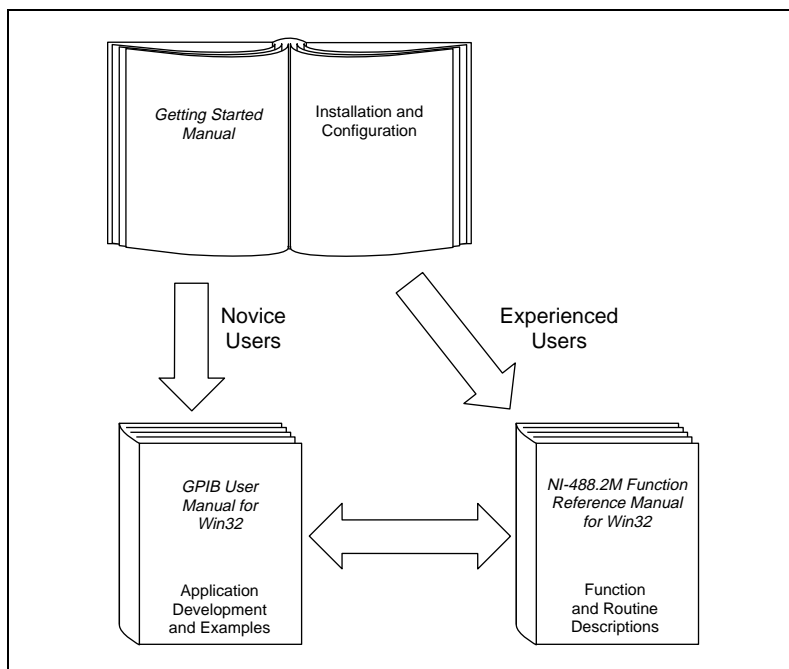 Getting Started
Manual
Installation and
Configuration
Novice
Users
Experienced
Users
GPIB User
Manual for
Win32
Application
Development
and Examples
NI-488.2M Function
Reference Manual
for Win32
Function
and Routine
Descriptions